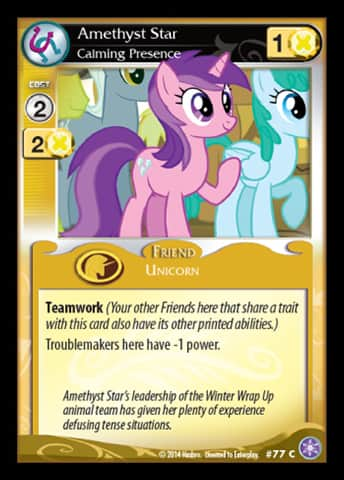 Amethyst Star
Calming Presence
1
COST
2
2
FRIEND
UNICORN
Teamwork (Your other Friends here that share a trait
with this card also have its other printed abilities.)
Troublemakers here have -1 power.
Amethyst Star's leadership of the Winter Wrap Up
animal team has given her plenty of experience
defusing tense situations.
© 2014 Hasbro. Licensed to Enterplay. #77 C